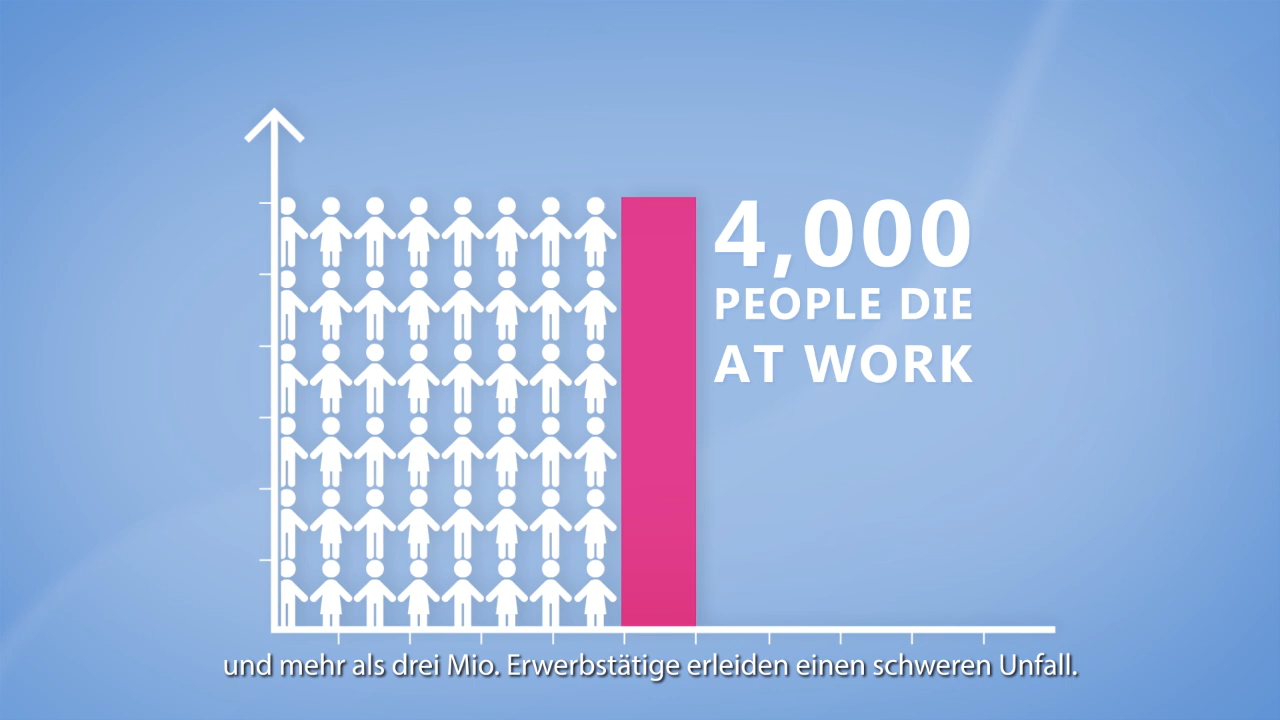 4,000
PEOPLE DIE
AT WORK
und mehr als drei Mio. Erwerbstätige erleiden einen schweren Unfall.